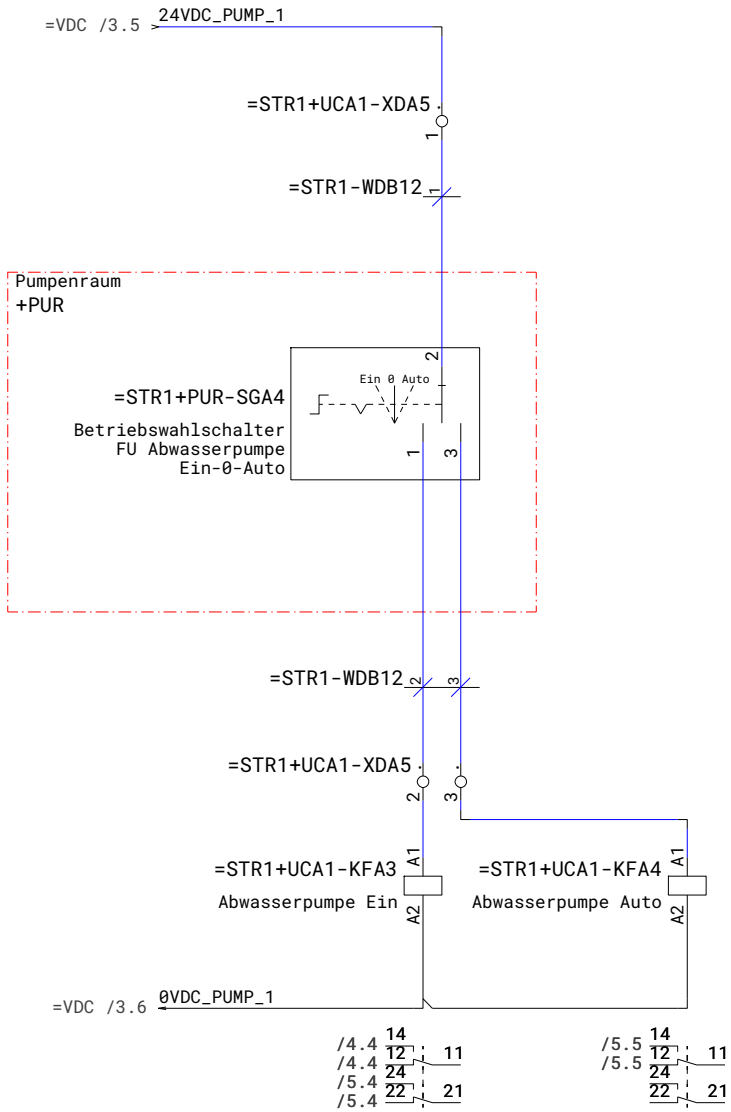 =VDC /3.5
24VDC_PUMP_1
=STR1+UCA1-XDA5
1
=STR1-WDB12
1
Pumpenraum
+PUR
2
Ein 0 Auto
=STR1+PUR-SGA4
Betriebswahlschalter
FU Abwasserpumpe
Ein-0-Auto
1
3
=STR1-WDB12
2
3
=STR1+UCA1-XDA5
2
3
=STR1+UCA1-KFA3
A1
=STR1+UCA1-KFA4
A1
Abwasserpumpe Ein
A2
Abwasserpumpe Auto
A2
=VDC /3.6
0VDC_PUMP_1
/4.4 14
/4.4 12 11
/5.4 24
/5.4 22 21
/5.5 14
/5.5 12 11
24
22 21